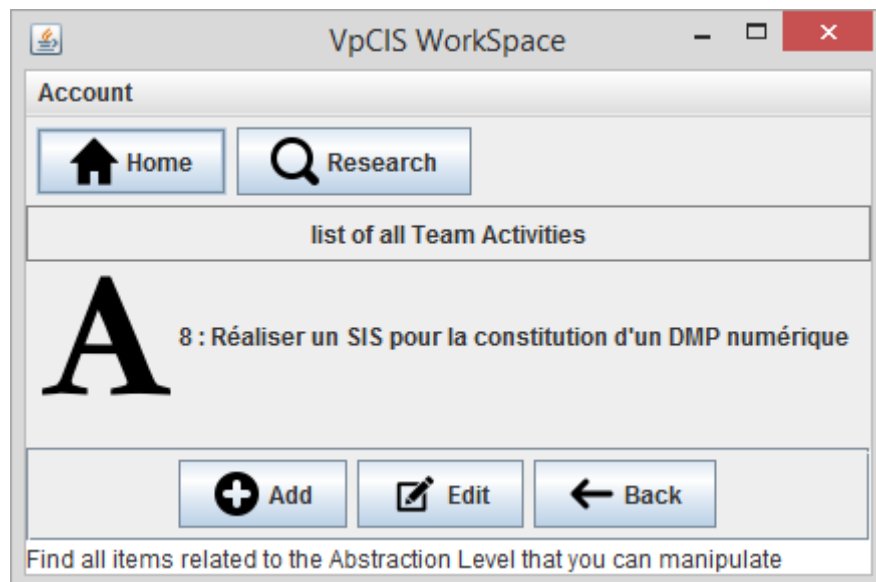 VpCIS WorkSpace
Account
Home Research
list of all Team Activities
A 8 : Réaliser un SIS pour la constitution d'un DMP numérique
Add Edit Back
Find all items related to the Abstraction Level that you can manipulate